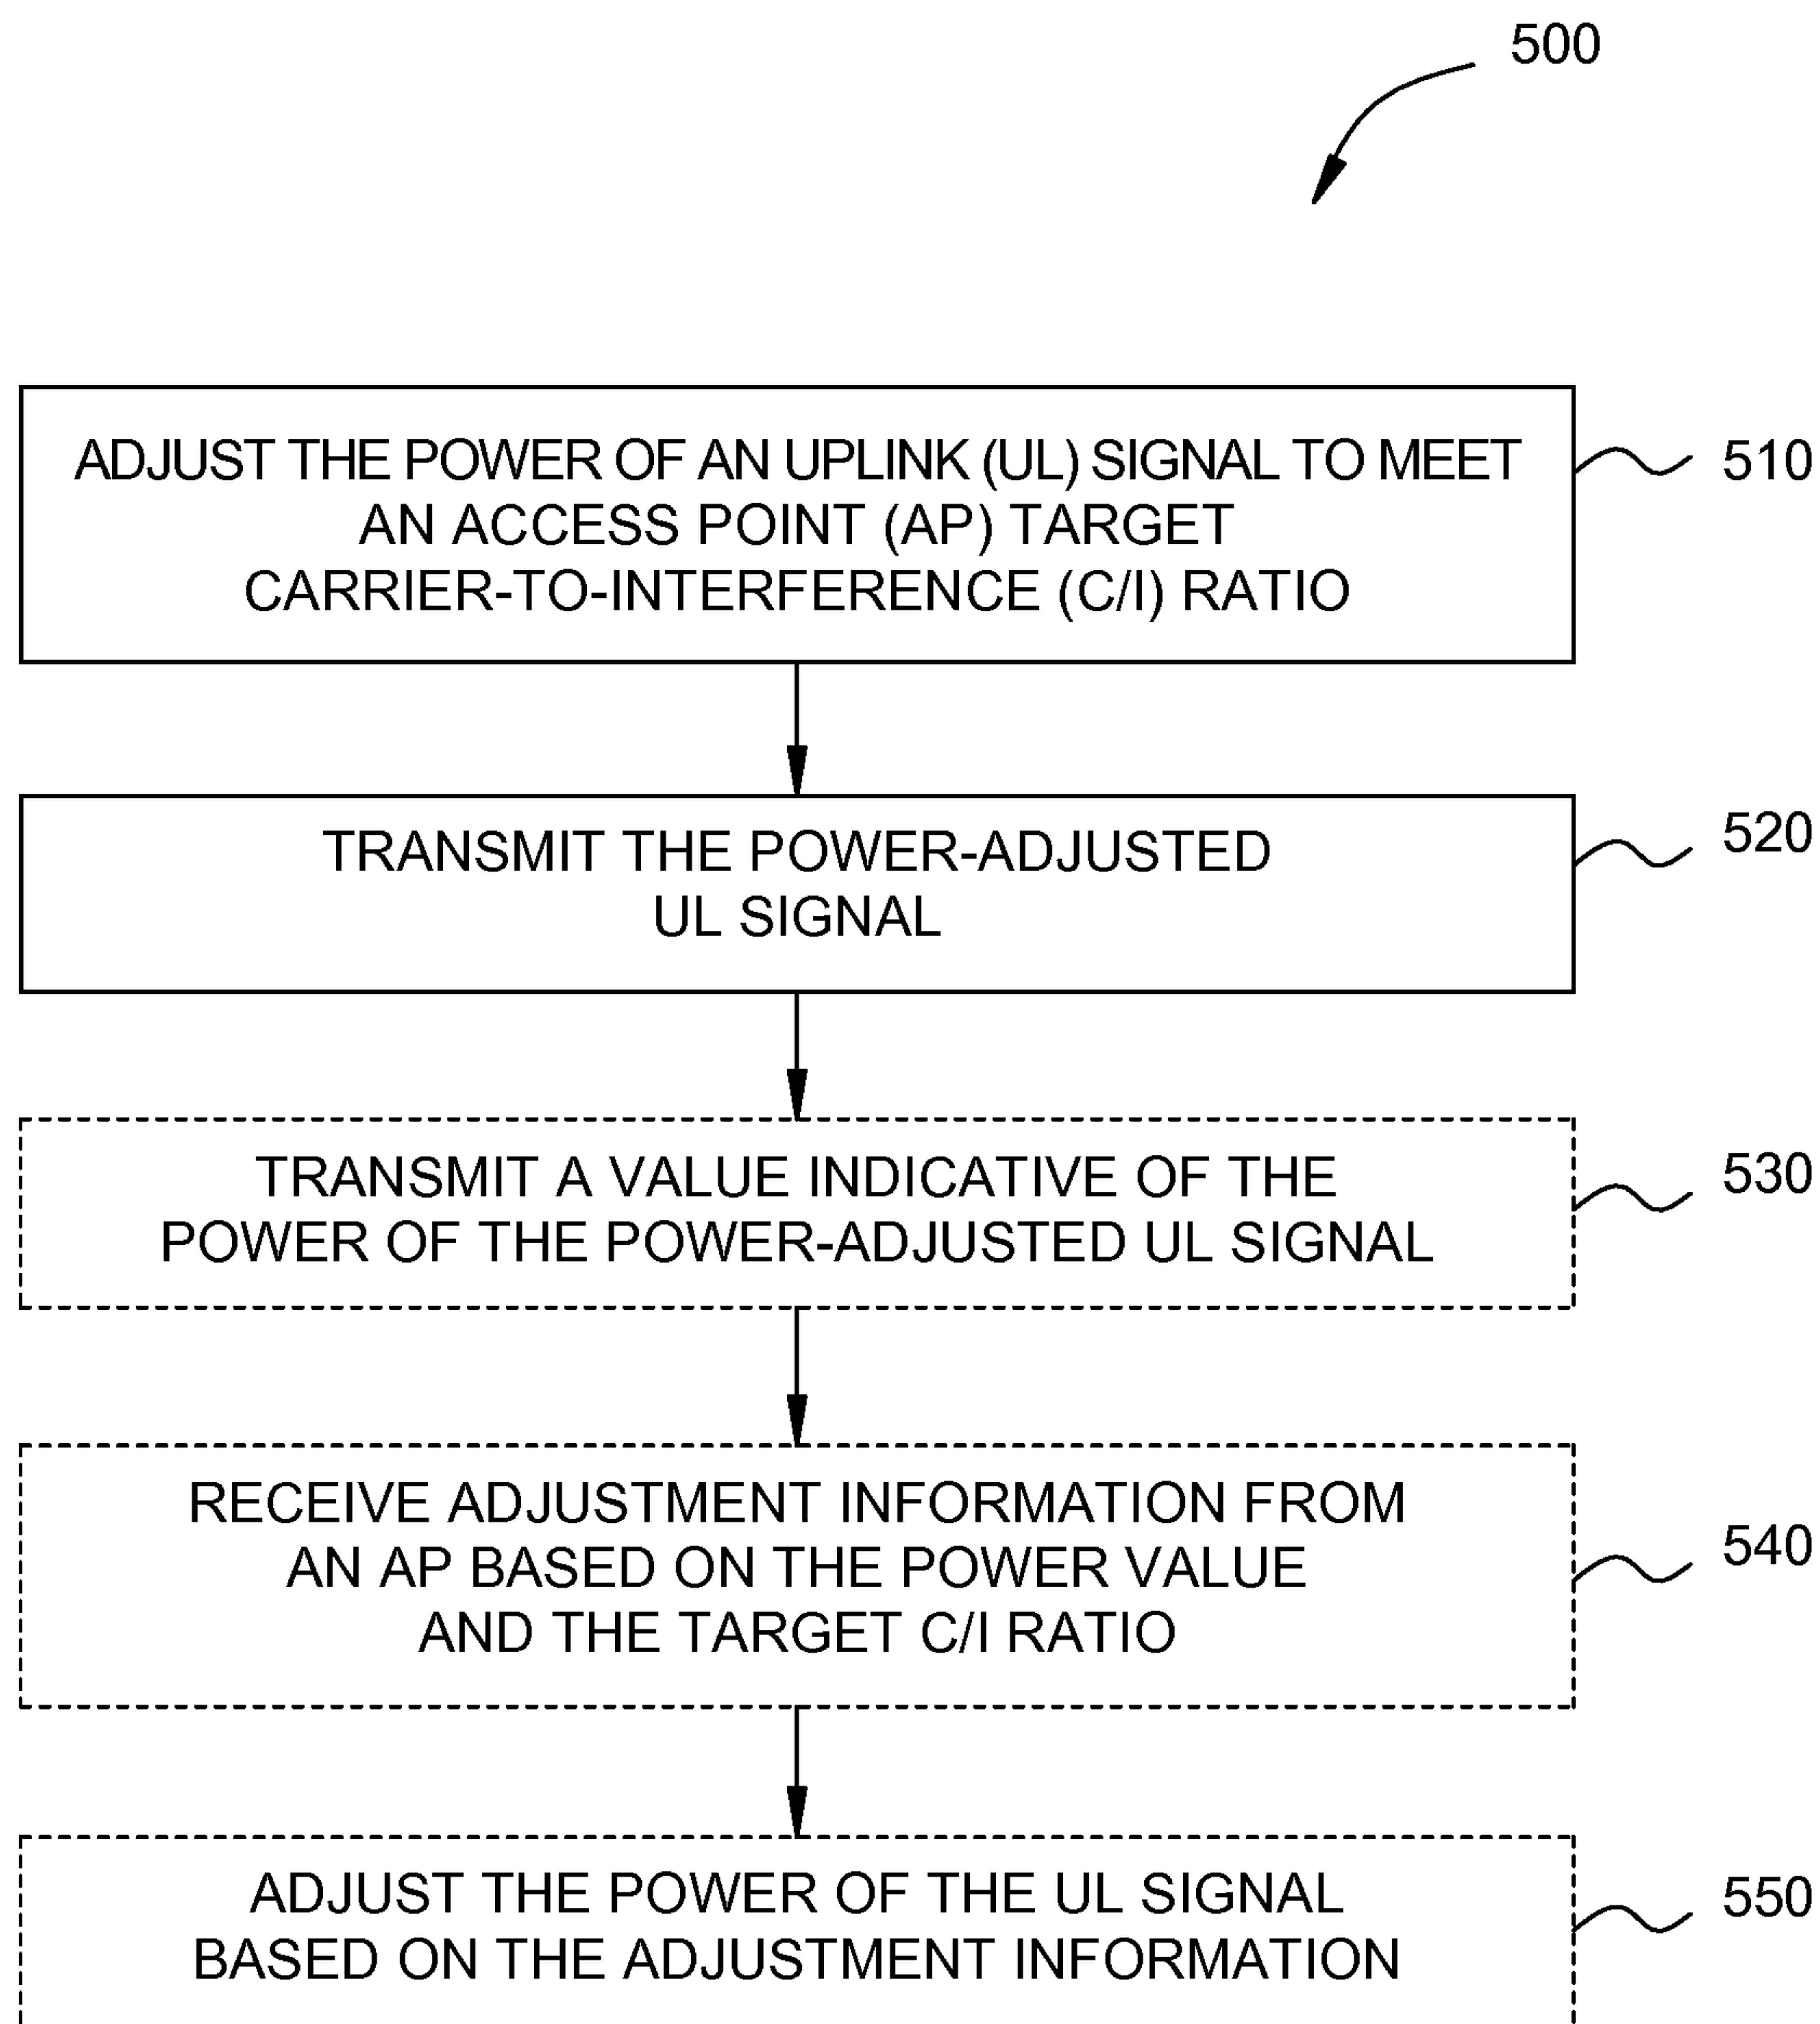 500
ADJUST THE POWER OF AN UPLINK (UL) SIGNAL TO MEET
AN ACCESS POINT (AP) TARGET
CARRIER-TO-INTERFERENCE (C/I) RATIO
510
TRANSMIT THE POWER-ADJUSTED
UL SIGNAL
520
TRANSMIT A VALUE INDICATIVE OF THE
POWER OF THE POWER-ADJUSTED UL SIGNAL
530
RECEIVE ADJUSTMENT INFORMATION FROM
AN AP BASED ON THE POWER VALUE
AND THE TARGET C/I RATIO
540
ADJUST THE POWER OF THE UL SIGNAL
BASED ON THE ADJUSTMENT INFORMATION
550